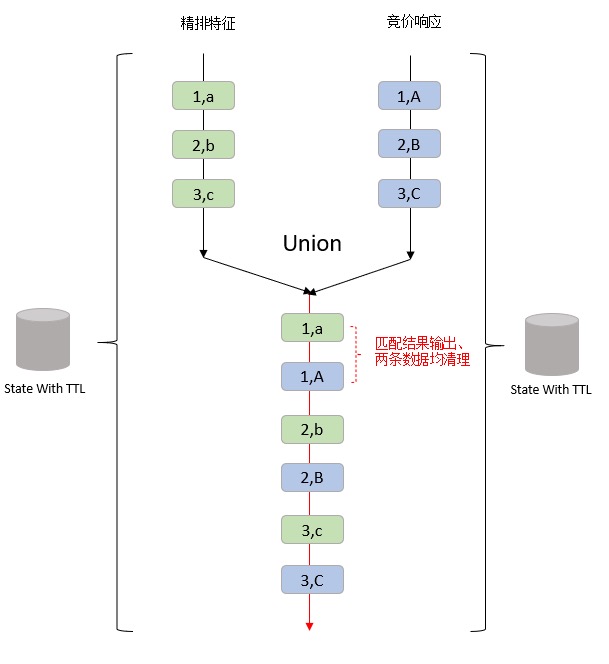 精排特征
竞价响应
1,a
1,A
2,b
2,B
3,c
3,C
Union
1,a
匹配结果输出、
两条数据均清理
1,A
State With TTL
State With TTL
2,b
2,B
3,c
3,C